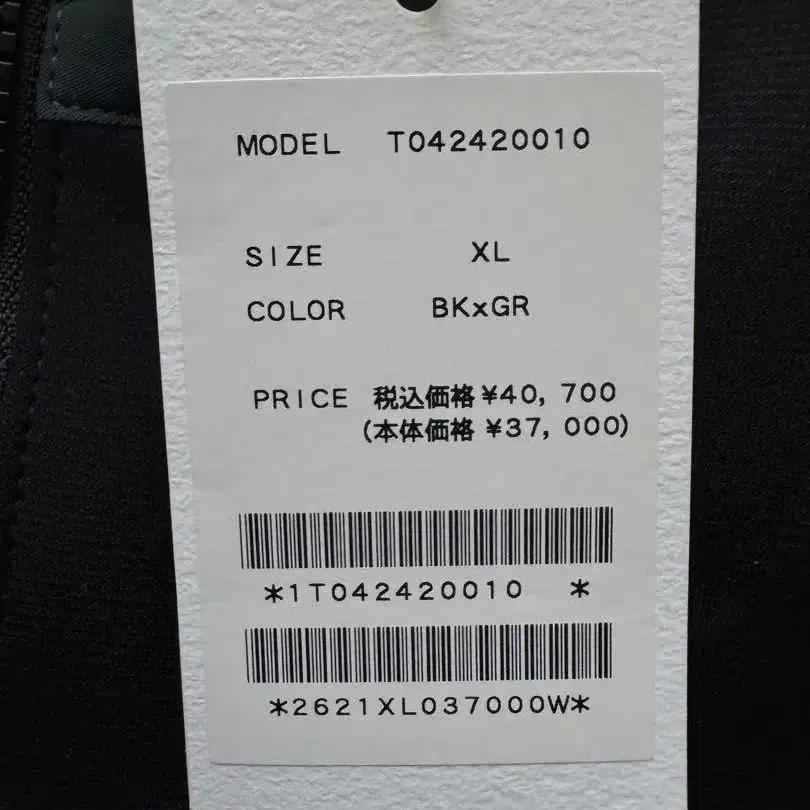 MODEL T042420010
SIZE XL
COLOR BKxGR
PRICE 税込価格 ¥40, 700
(本体価格 ¥37, 000)
*1T042420010 *
*2621XL037000W*